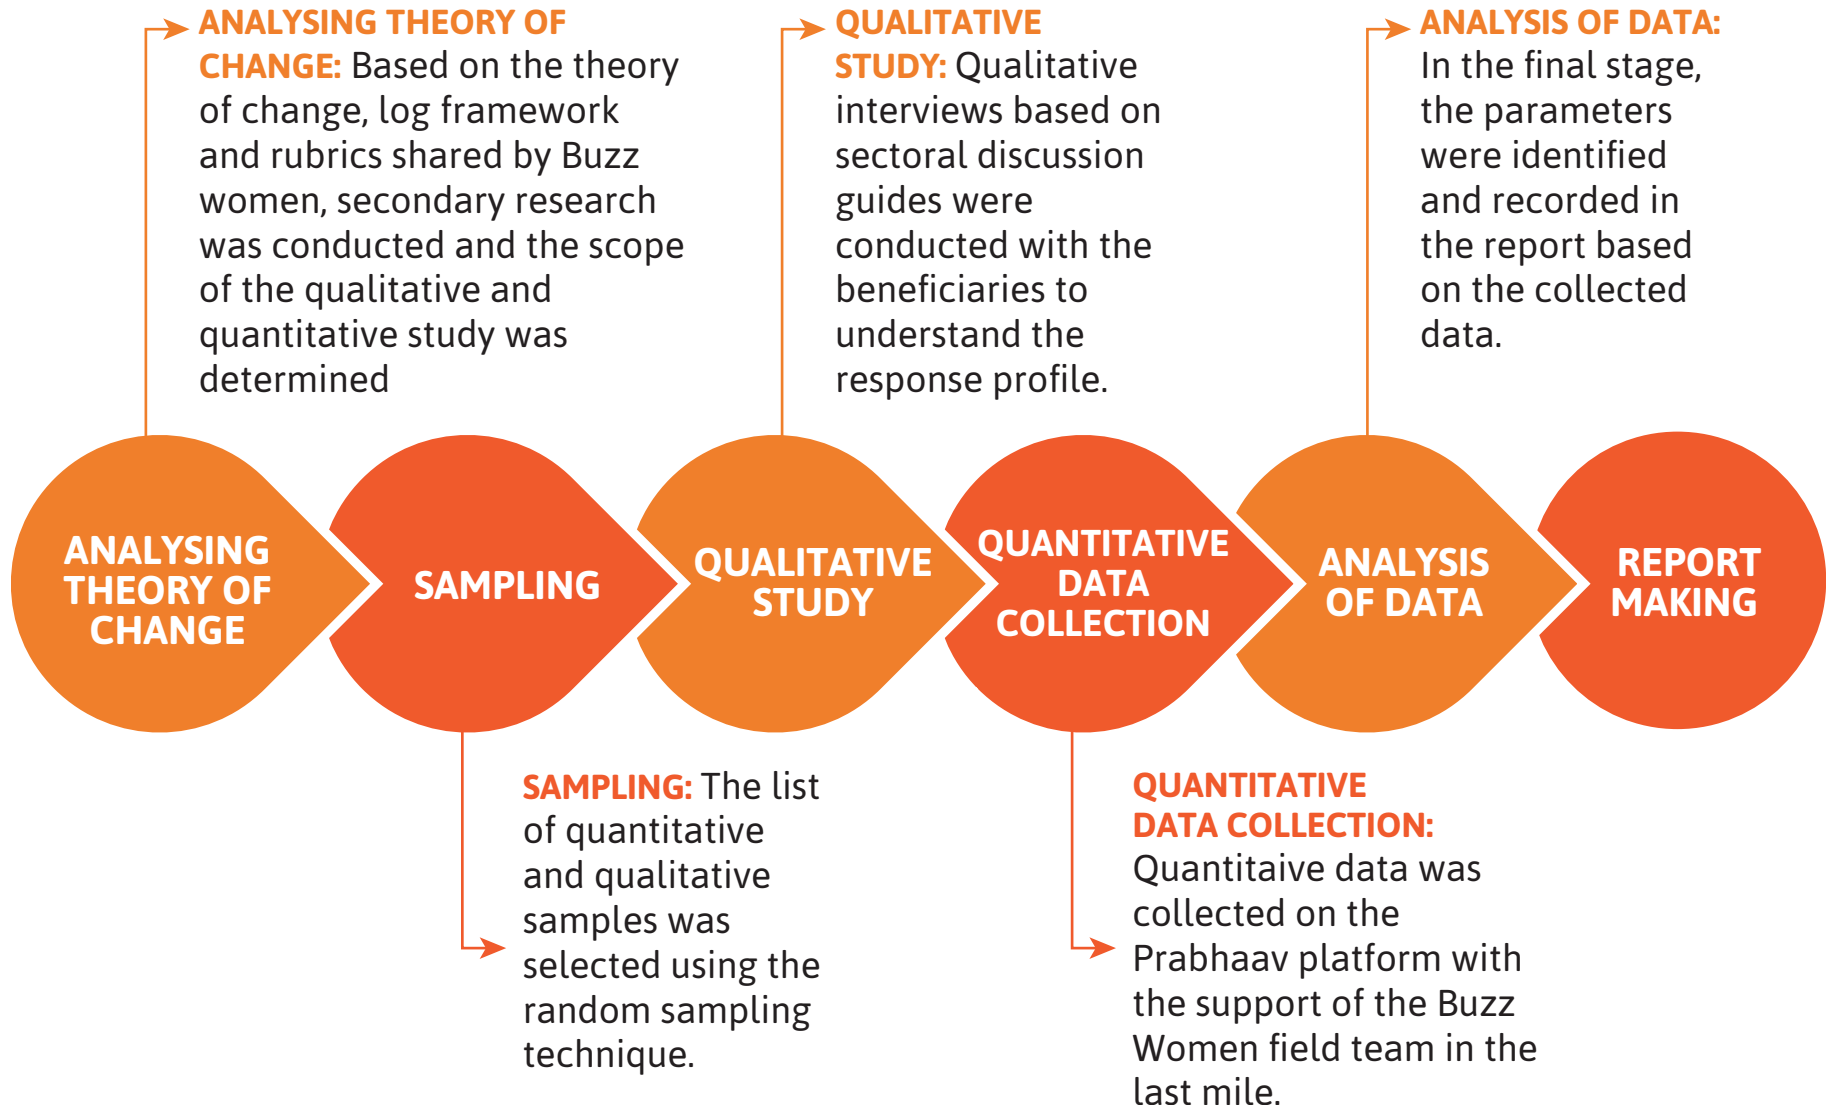 ANALYSING THEORY OF
CHANGE: Based on the theory
of change, log framework
and rubrics shared by Buzz
women, secondary research
was conducted and the scope
of the qualitative and
quantitative study was
determined
QUALITATIVE
STUDY: Qualitative
interviews based on
sectoral discussion
guides were
conducted with the
beneficiaries to
understand the
response profile.
ANALYSIS OF DATA:
In the final stage,
the parameters
were identified
and recorded in
the report based
on the collected
data.
ANALYSING
THEORY OF
CHANGE
SAMPLING
QUALITATIVE
STUDY
QUANTITATIVE
DATA
COLLECTION
ANALYSIS
OF DATA
REPORT
MAKING
SAMPLING: The list
of quantitative
and qualitative
samples was
selected using the
random sampling
technique.
QUANTITATIVE
DATA COLLECTION:
Quantitaive data was
collected on the
Prabhaav platform with
the support of the Buzz
Women field team in the
last mile.